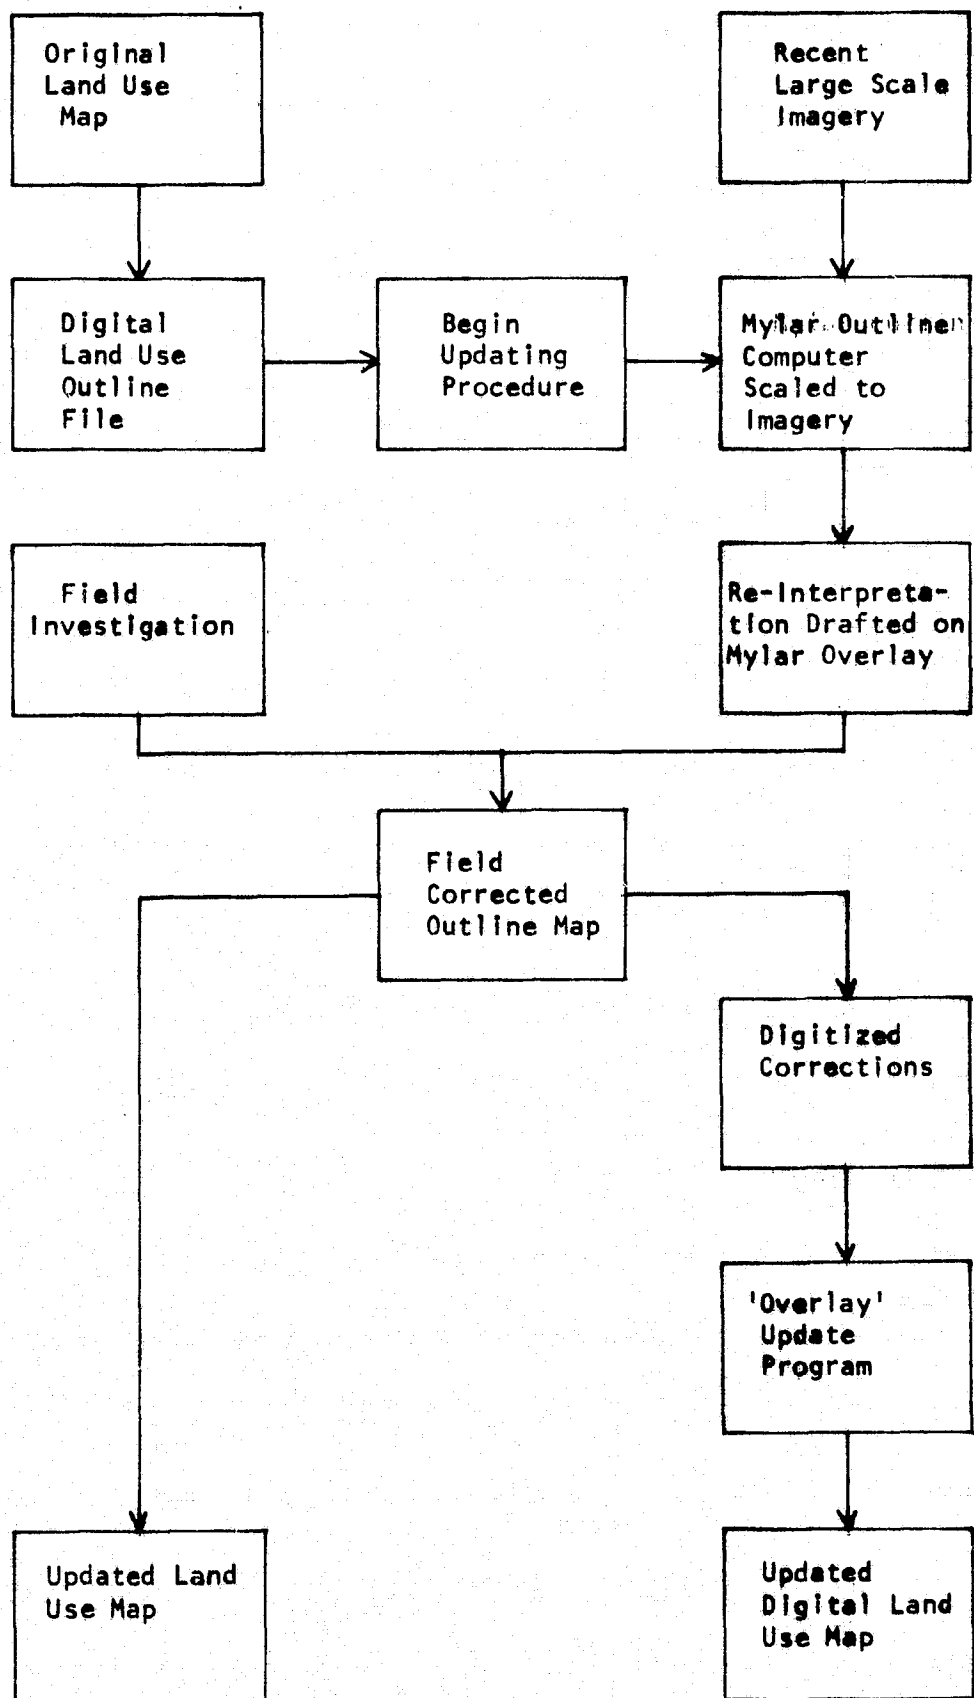 Original
Land Use
Map
Recent
Large Scale
Imagery
Digital
Land Use
Outline
File
Begin
Updating
Procedure
Mylar Outline
Computer
Scaled to
Imagery
Field
Investigation
Re-Interpreta-
tion Drafted on
Mylar Overlay
Field
Corrected
Outline Map
Digitized
Corrections
'Overlay'
Update
Program
Updated Land
Use Map
Updated
Digital Land
Use Map